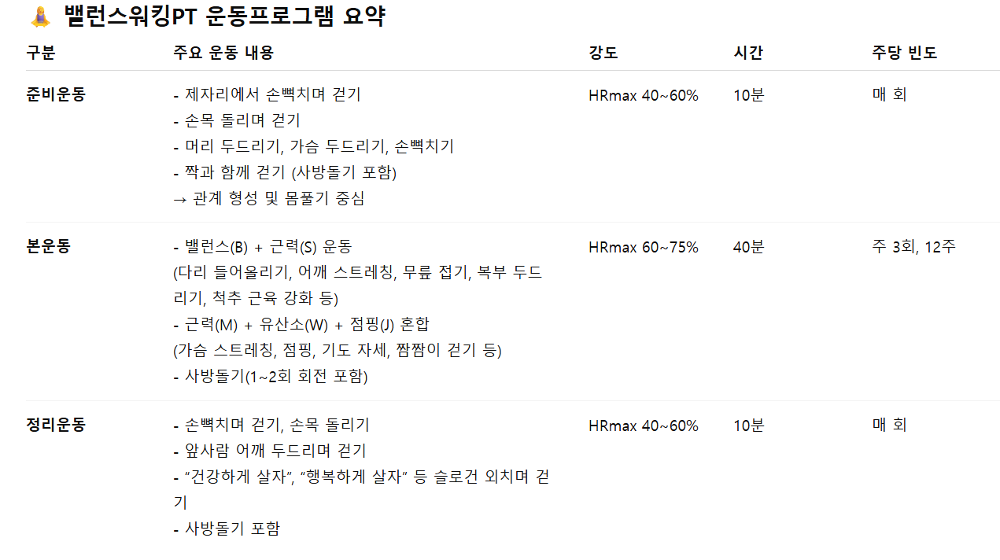 🧘‍♀️ 밸런스워킹PT 운동프로그램 요약
구분 주요 운동 내용 강도 시간 주당 빈도
준비운동 - 제자리에서 손뼉치며 걷기 HRmax 40~60% 10분 매 회
- 손목 돌리며 걷기
- 머리 두드리기, 가슴 두드리기, 손뼉치기
- 짝과 함께 걷기 (사방돌기 포함)
→ 관계 형성 및 몸풀기 중심
본운동 - 밸런스(B) + 근력(S) 운동 HRmax 60~75% 40분 주 3회, 12주
(다리 들어올리기, 어깨 스트레칭, 무릎 접기, 복부 두드
리기, 척추 근육 강화 등)
- 근력(M) + 유산소(W) + 점핑(J) 혼합
(가슴 스트레칭, 점핑, 기도 자세, 짬짬이 걷기 등)
- 사방돌기(1~2회 회전 포함)
정리운동 - 손뼉치며 걷기, 손목 돌리기 HRmax 40~60% 10분 매 회
- 앞사람 어깨 두드리며 걷기
- “건강하게 살자”, “행복하게 살자” 등 슬로건 외치며 걷
기
- 사방돌기 포함